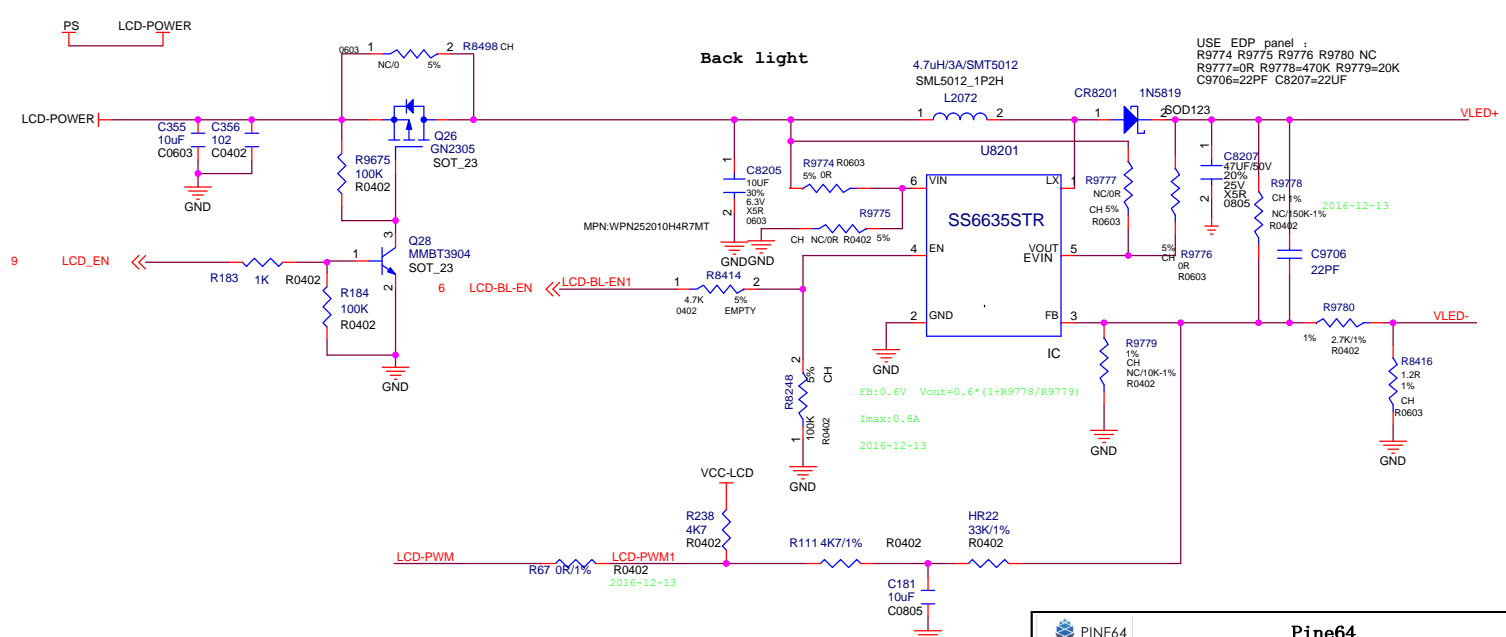 PS LCD-POWER
Back light
USE EDP panel :
R9774 R9775 R9776 R9780 NC
R9777=0R R9778=470K R9779=20K
C9706=22PF C8207=22UF
0603 1 2 R8498 CH
NC/0 5%
4.7uH/3A/SMT5012
SML5012_1P2H
L2072
1 2
CR8201 1N5819
1 2
SOD123
VLED+
LCD-POWER
C355
10uF
C0603
C356
102
C0402
GND
R9675
100K
R0402
Q26
GN2305
SOT_23
1
C8205
10UF
30%
6.3V
X5R
0603
2
GND
MPN:WPN252010H4R7MT
R9774 R0603
5% 0R
R9775
CH NC/0R R0402 5%
GND
U8201
SS6635STR
6 VIN
LX 1
4 EN
VOUT
EVIN
5
2 GND
FB 3
IC
GND
R9777
NC/0R
CH 5%
R0603
5%
CH
R9776
0R
R0603
1
C8207
47UF/50V
20%
25V
X5R
0805
2
R9778
CH 1%
NC/150K-1%
R0402
2016-12-13
C9706
22PF
R9780
1% 2.7K/1%
R0402
VLED-
R8416
1.2R
1%
CH
R0603
GND
R9779
1%
CH
NC/10K-1%
R0402
GND
9 LCD_EN
R183 1K R0402
3
1
2
Q28
MMBT3904
SOT_23
R184
100K
R0402
GND
6 LCD-BL-EN
LCD-BL-EN1
1 R8414 2
4.7K 5%
0402 EMPTY
2
R8248
5%
CH
100K
R0402
1
GND
FB:0.6V Vout=0.6*(1+R9778/R9779)
Imax:0.8A
2016-12-13
VCC-LCD
R238
4K7
R0402
LCD-PWM
R67 0R/1%
LCD-PWM1
R0402
2016-12-13
R111 4K7/1% R0402
HR22
33K/1%
R0402
C181
10uF
C0805
PINE64
Pine64